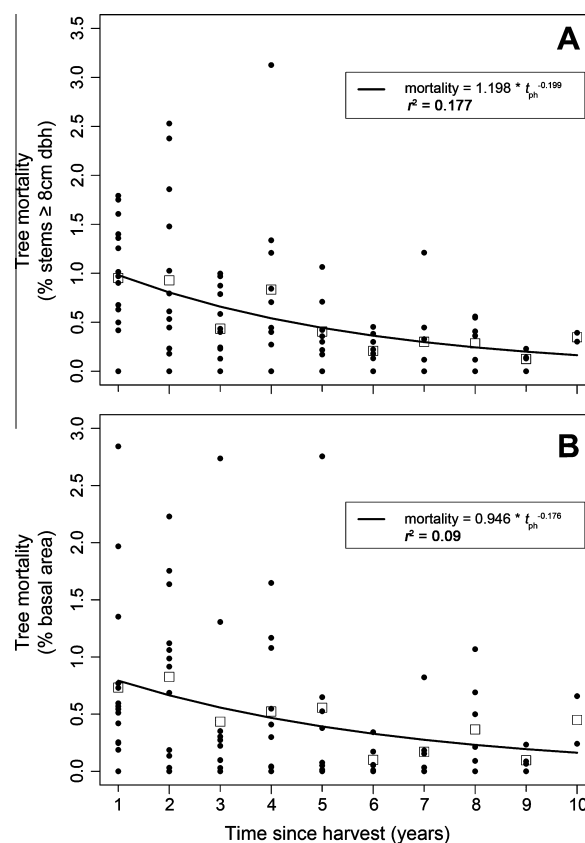 A
mortality = 1.198 * t_ph^-0.199
r² = 0.177
Tree mortality
(% stems ≥ 8cm dbh)
3.5
3.0
2.5
2.0
1.5
1.0
0.5
0.0
B
mortality = 0.946 * t_ph^-0.176
r² = 0.09
Tree mortality
(% basal area)
3.0
2.5
2.0
1.5
1.0
0.5
0.0
1 2 3 4 5 6 7 8 9 10
Time since harvest (years)